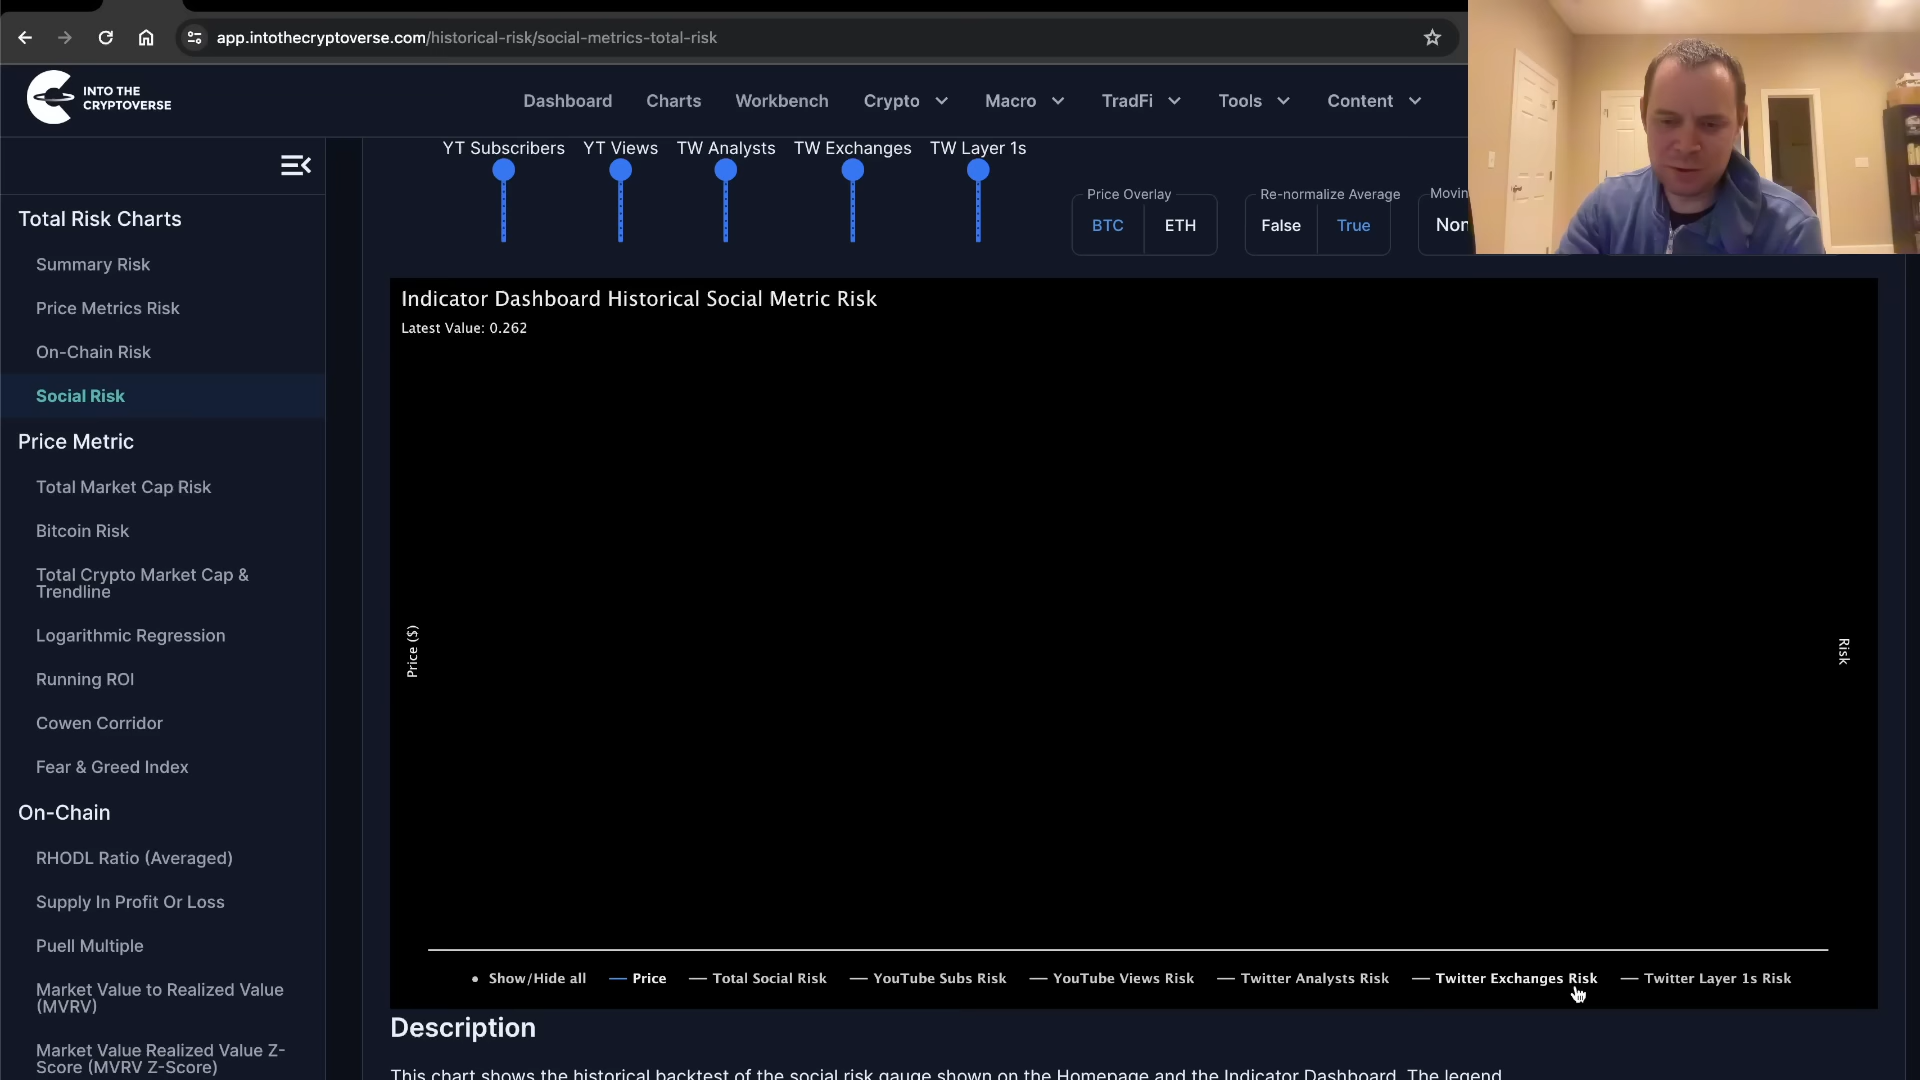 app.intothecryptoverse.com/historical-risk/social-metrics-total-risk
INTO THE
CRYPTOVERSE
Dashboard Charts Workbench Crypto Macro TradFi Tools Content
YT Subscribers YT Views TW Analysts TW Exchanges TW Layer 1s
Price Overlay
BTC ETH
Re-normalize Average
False True
Total Risk Charts
Summary Risk
Price Metrics Risk
On-Chain Risk
Social Risk
Price Metric
Total Market Cap Risk
Bitcoin Risk
Total Crypto Market Cap &
Trendline
Logarithmic Regression
Running ROI
Cowen Corridor
Fear & Greed Index
On-Chain
RHODL Ratio (Averaged)
Supply In Profit Or Loss
Puell Multiple
Market Value to Realized Value
(MVRV)
Market Value Realized Value Z-
Score (MVRV Z-Score)
Indicator Dashboard Historical Social Metric Risk
Latest Value: 0.262
Price ($)
Risk
Show/Hide all Price Total Social Risk YouTube Subs Risk YouTube Views Risk Twitter Analysts Risk Twitter Exchanges Risk Twitter Layer 1s Risk
Description
This chart shows the historical backtest of the social risk gauge shown on the Homepage and the Indicator Dashboard. The legend